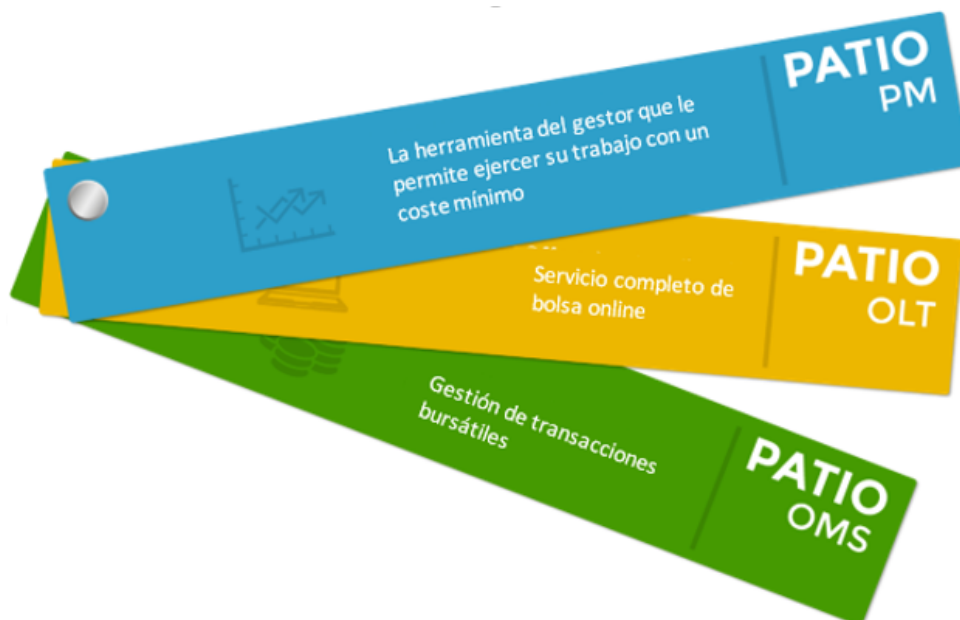 PATIO
PM
La herramienta del gestor que le
permite ejercer su trabajo con un
coste mínimo
PATIO
OLT
Servicio completo de
bolsa online
PATIO
OMS
Gestión de transacciones
bursátiles